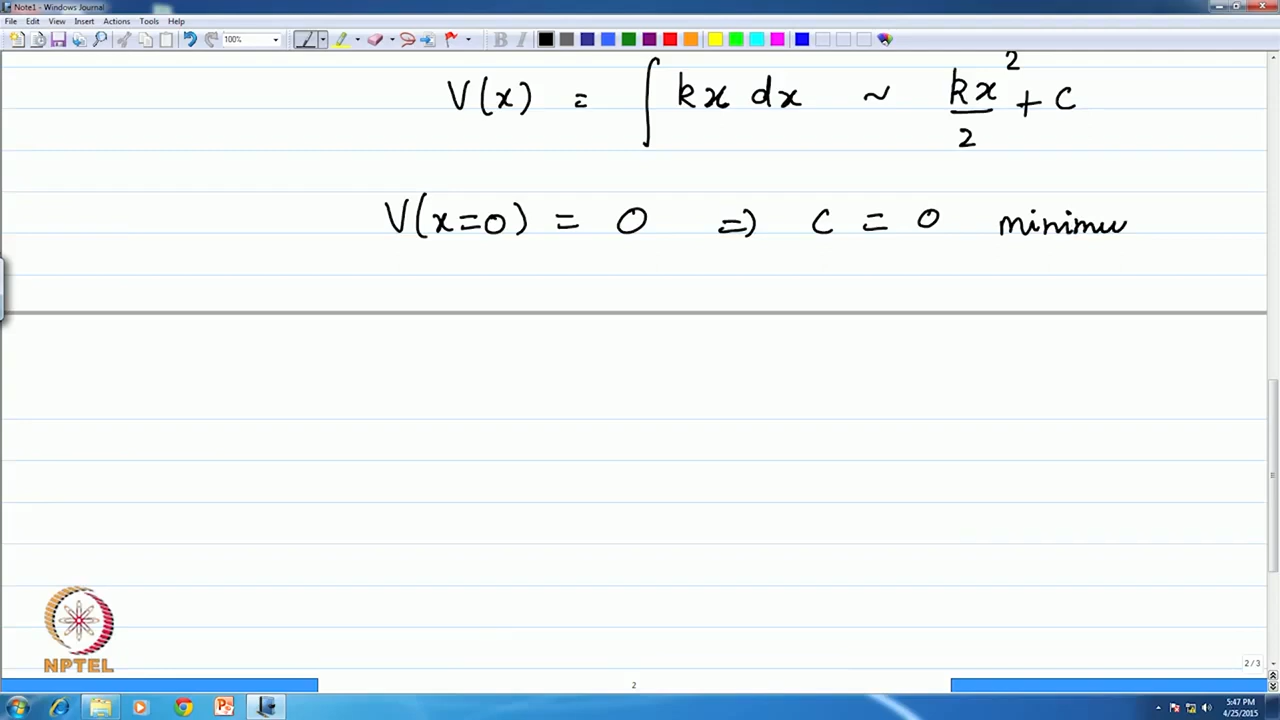 Note1 - Windows Journal
File Edit View Insert Actions Tools Help
100%
V(x) = ∫ kx dx ~ kx²/2 + c
V(x=0) = 0 => c = 0 minimu
NPTEL
2/3
2
5:47 PM
4/25/2015